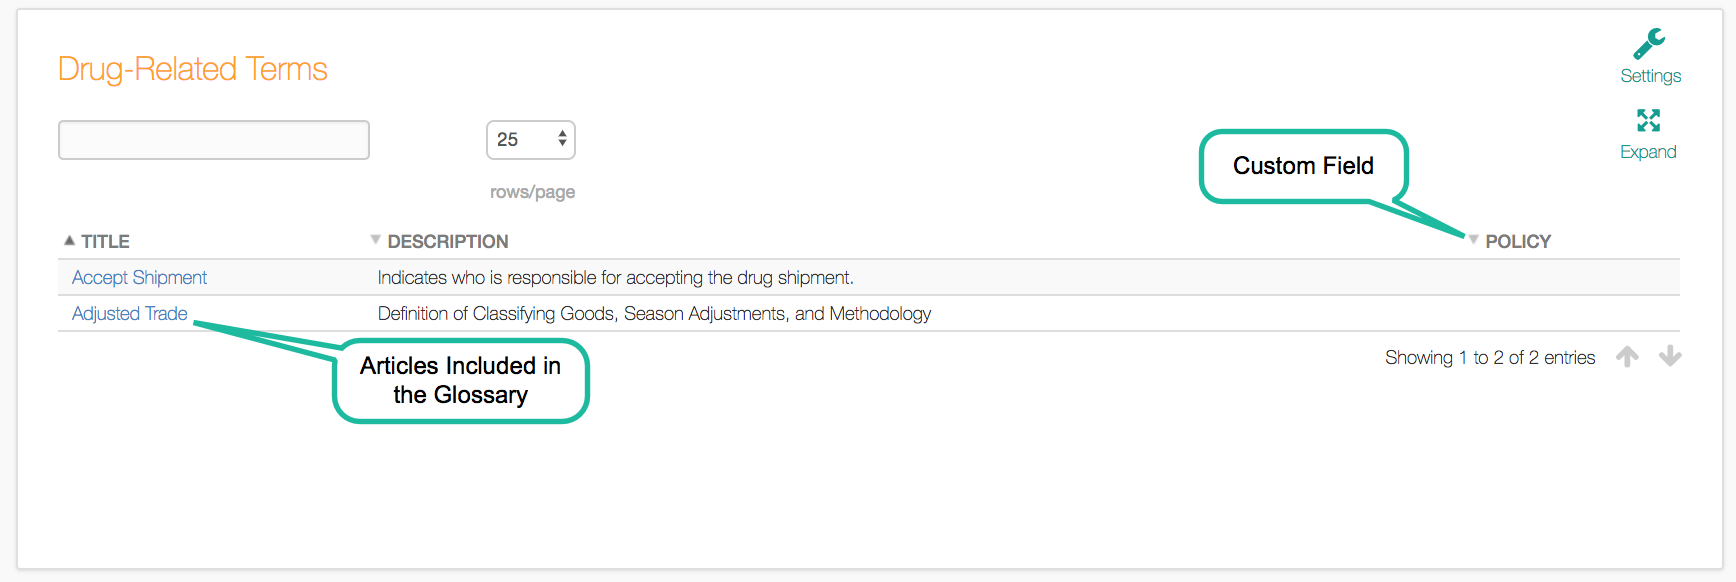 Drug-Related Terms
Settings
25
rows/page
Expand
Custom Field
TITLE DESCRIPTION POLICY
Accept Shipment Indicates who is responsible for accepting the drug shipment.
Adjusted Trade Definition of Classifying Goods, Season Adjustments, and Methodology
Showing 1 to 2 of 2 entries
Articles Included in
the Glossary